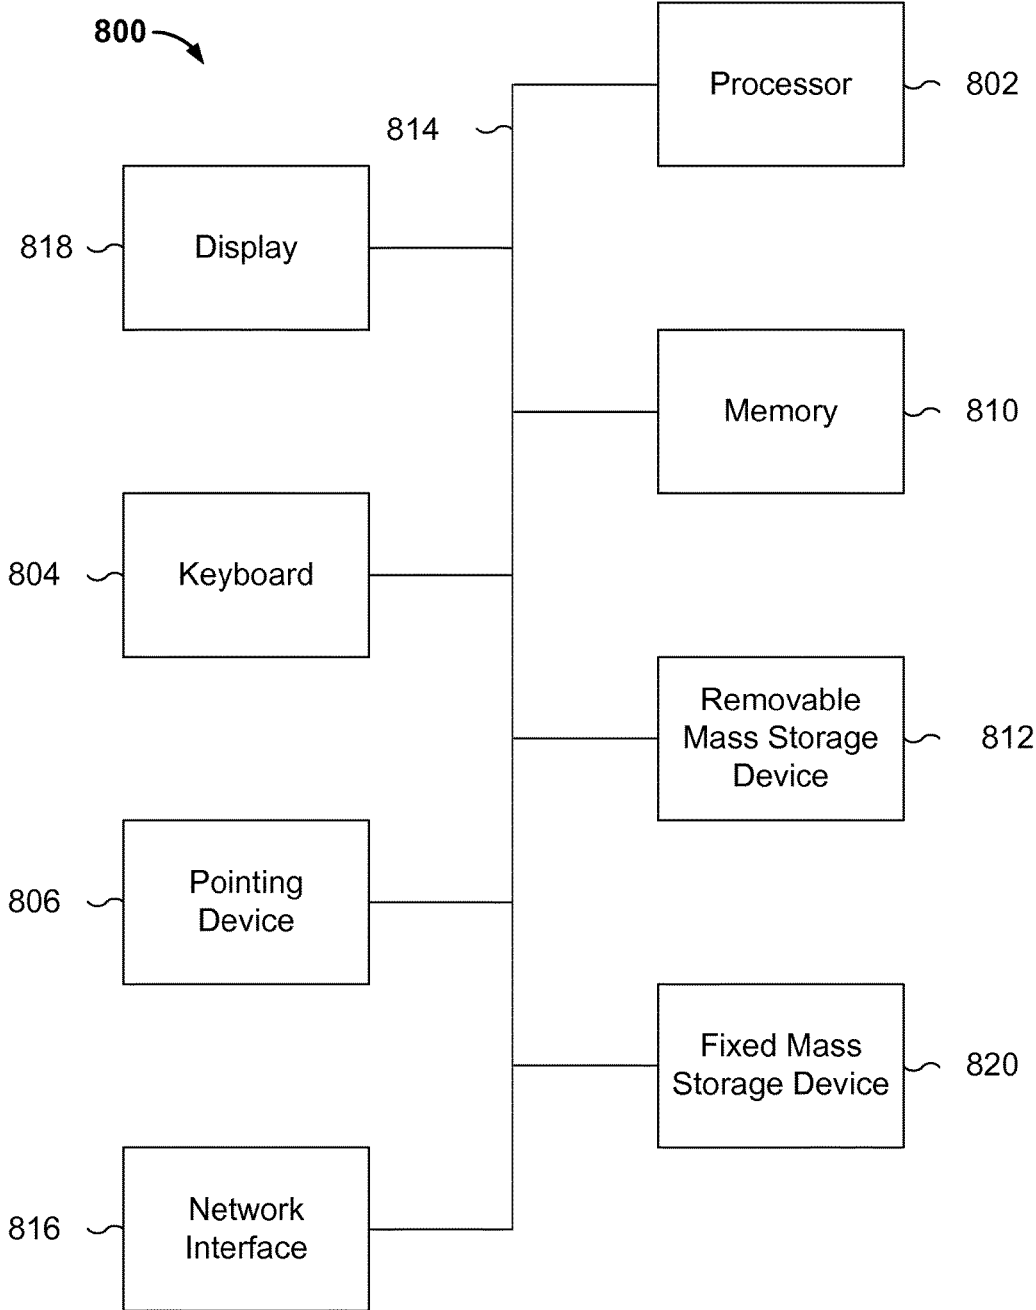 800
Processor
802
814
818
Display
Memory
810
804
Keyboard
Removable
Mass Storage
Device
812
806
Pointing
Device
Fixed Mass
Storage Device
820
816
Network
Interface